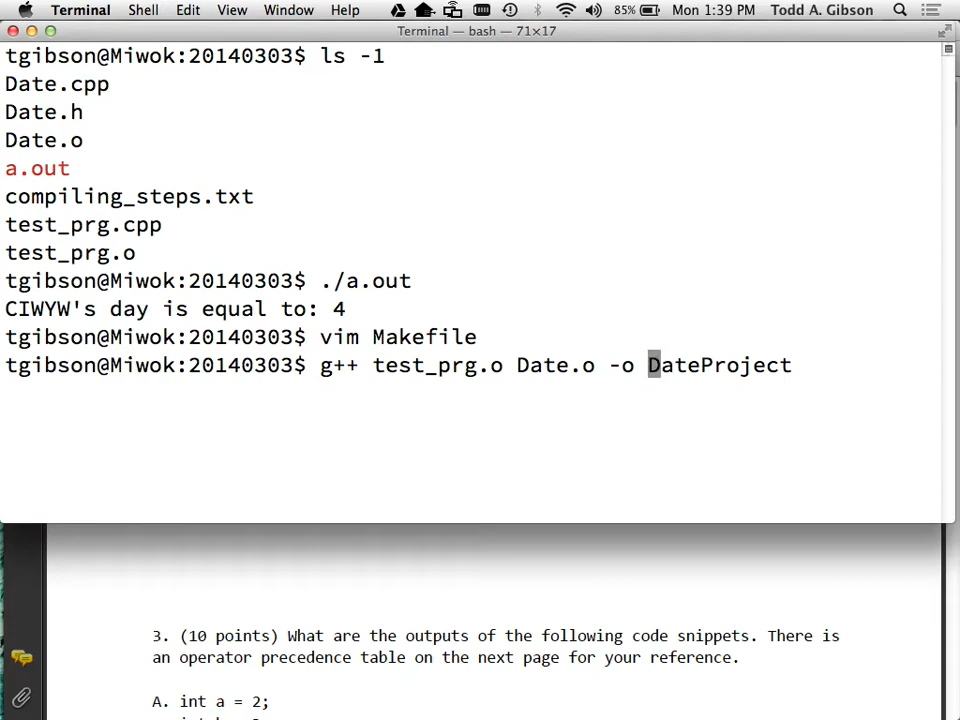 Terminal Shell Edit View Window Help 85% Mon 1:39 PM Todd A. Gibson
Terminal — bash — 71×17
tgibson@Miwok:20140303$ ls -1
Date.cpp
Date.h
Date.o
a.out
compiling_steps.txt
test_prg.cpp
test_prg.o
tgibson@Miwok:20140303$ ./a.out
CIWYW's day is equal to: 4
tgibson@Miwok:20140303$ vim Makefile
tgibson@Miwok:20140303$ g++ test_prg.o Date.o -o DateProject
3. (10 points) What are the outputs of the following code snippets. There is
an operator precedence table on the next page for your reference.
A. int a = 2;